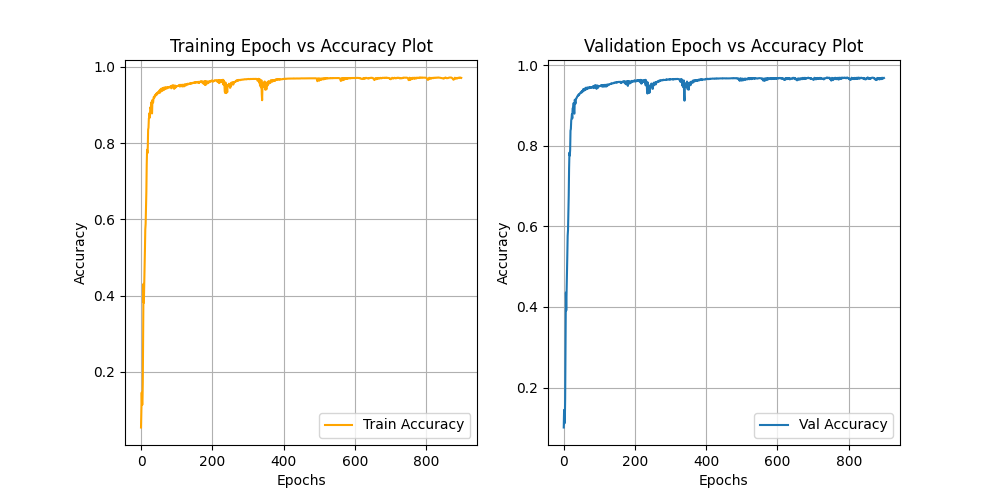 Training Epoch vs Accuracy Plot
1.0
0.8
0.6
0.4
0.2
Accuracy
0
200
400
600
800
Epochs
Train Accuracy
Validation Epoch vs Accuracy Plot
1.0
0.8
0.6
0.4
0.2
Accuracy
0
200
400
600
800
Epochs
Val Accuracy